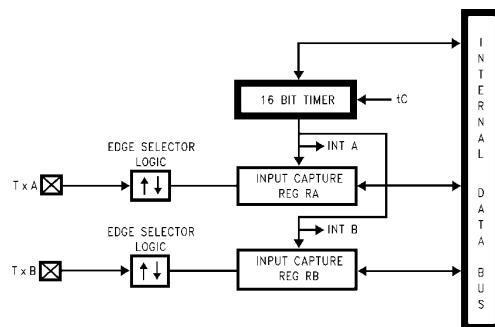 16 BIT TIMER
tC
INT A
EDGE SELECTOR
LOGIC
TxA
↑↓
INPUT CAPTURE
REG RA
INT B
EDGE SELECTOR
LOGIC
TxB
↑↓
INPUT CAPTURE
REG RB
INTERNAL DATA BUS